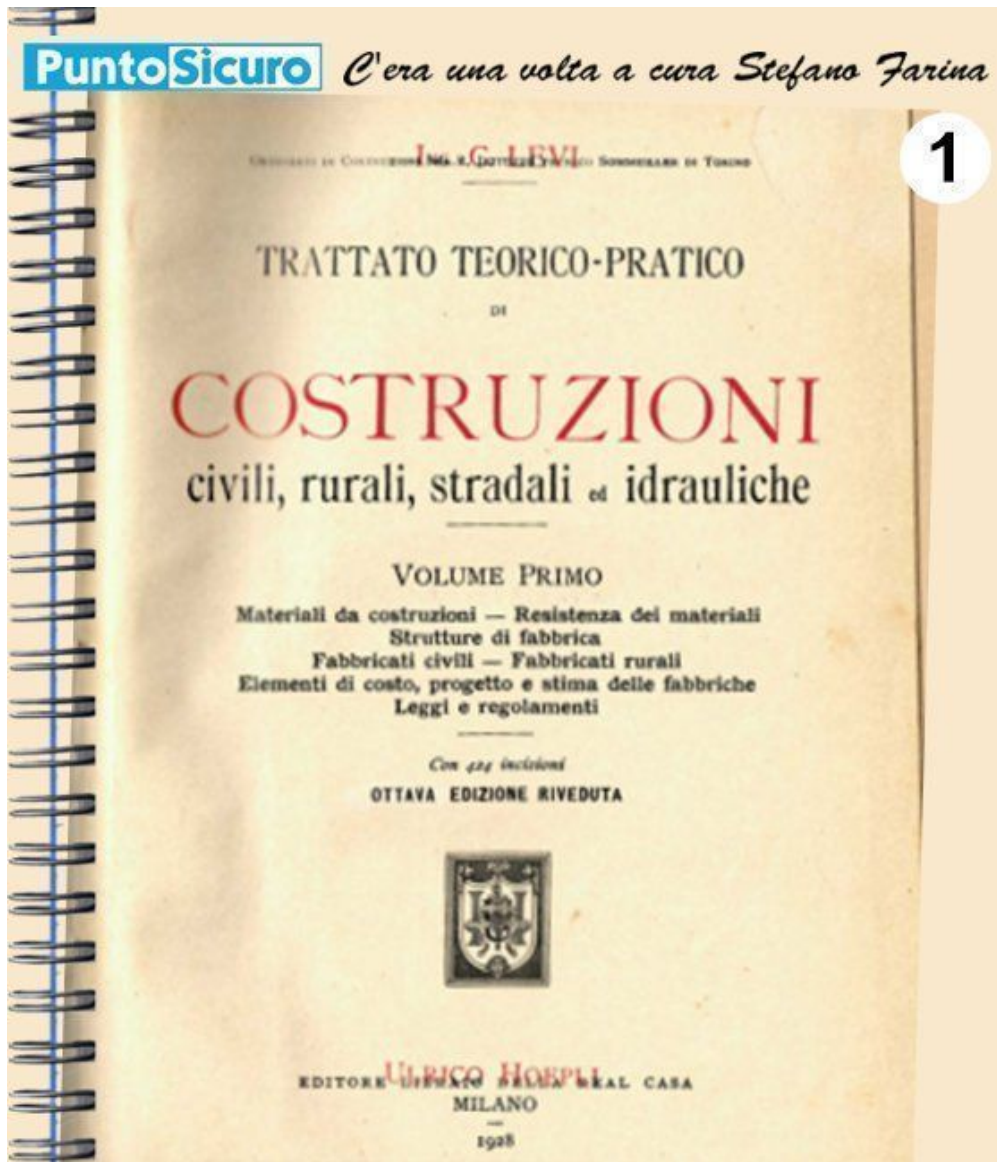 PuntoSicuro C'era una volta a cura Stefano Farina
1
Ing. C. LEVI
Sommeiller di Torino
TRATTATO TEORICO-PRATICO
DI
COSTRUZIONI
civili, rurali, stradali ed idrauliche
Volume Primo
Materiali da costruzioni — Resistenza dei materiali
Strutture di fabbrica
Fabbricati civili — Fabbricati rurali
Elementi di costo, progetto e stima delle fabbriche
Leggi e regolamenti
Con 424 incisioni
OTTAVA EDIZIONE RIVEDUTA
Ulrico Hoepli
EDITORE LIBRAIO DELLA REAL CASA
MILANO
1928